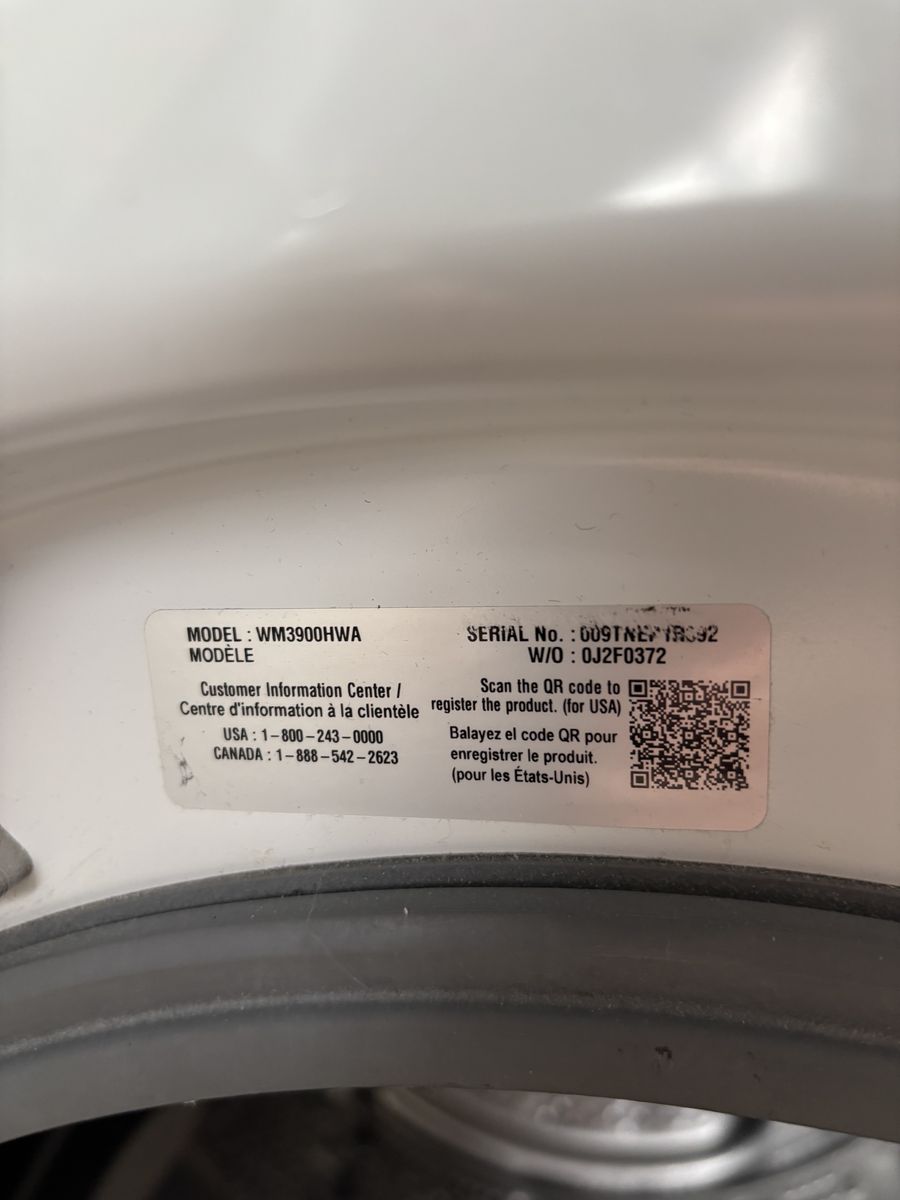 MODEL : WM3900HWA
MODÈLE
Customer Information Center /
Centre d'information à la clientèle
USA : 1-800-243-0000
CANADA : 1-888-542-2623
SERIAL No. :
W/O : 0J2F0372
Scan the QR code to
register the product. (for USA)
Balayez el code QR pour
enregistrer le produit.
(pour les États-Unis)